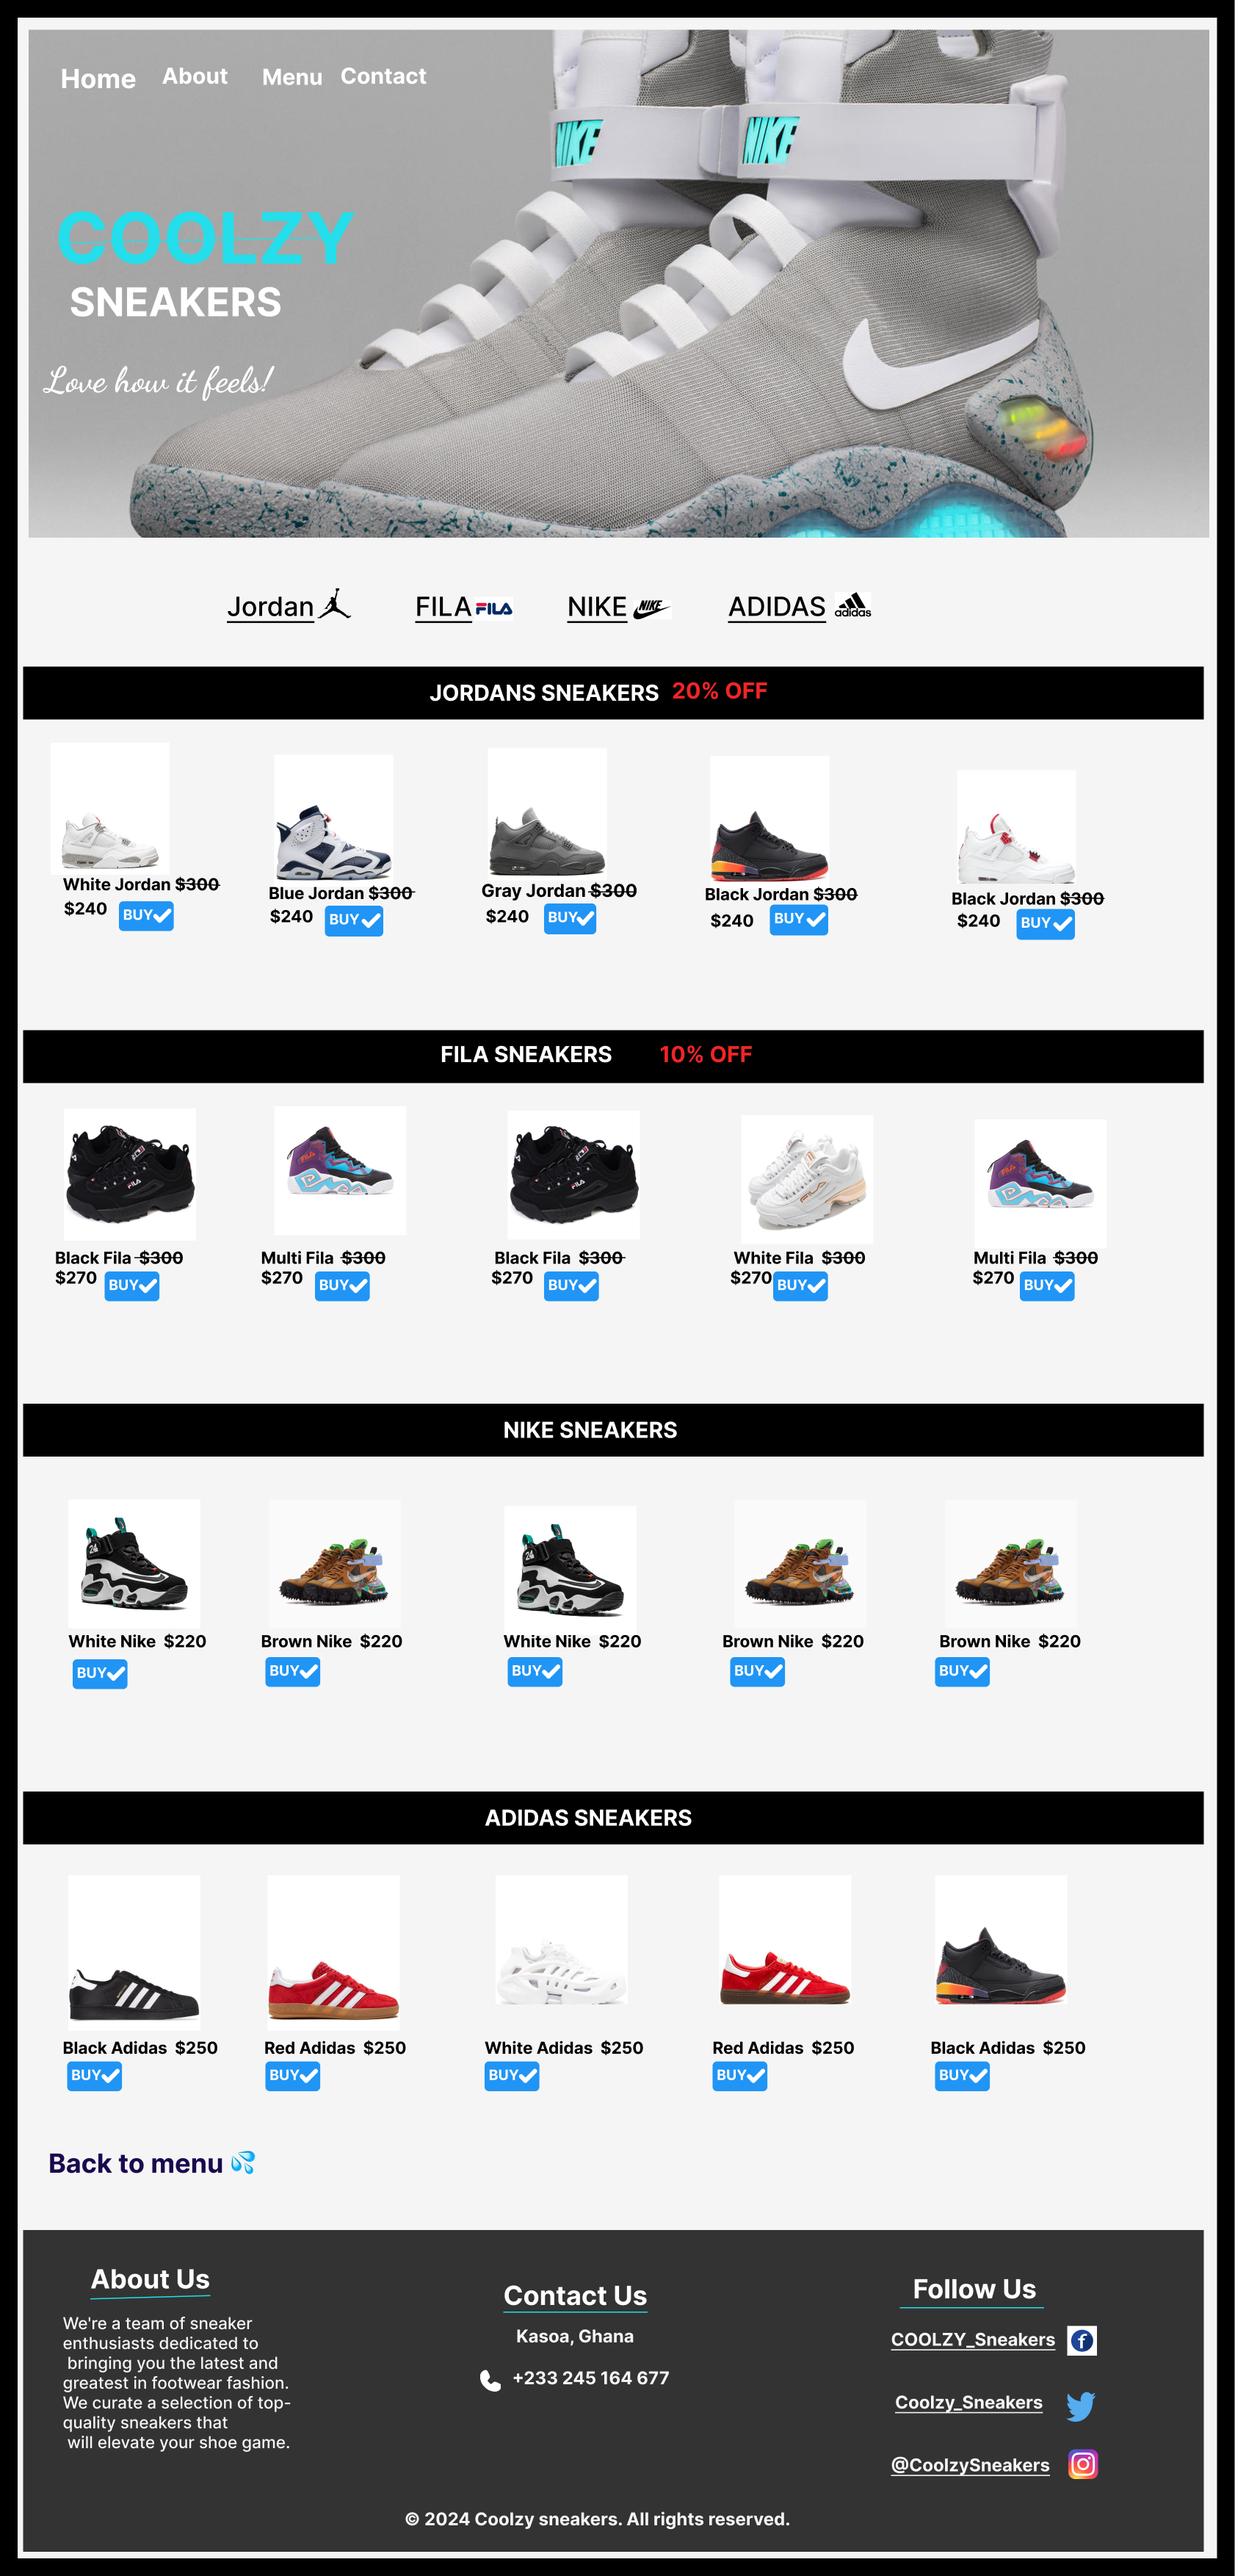 Home About Menu Contact
NIKE NIKE
COOLZY
SNEAKERS
Love how it feels!
Jordan FILA FILA NIKE NIKE ADIDAS adidas
JORDANS SNEAKERS 20% OFF
White Jordan $300 Blue Jordan $300 Gray Jordan $300 Black Jordan $300 Black Jordan $300
$240 BUY $240 BUY $240 BUY $240 BUY $240 BUY
FILA SNEAKERS 10% OFF
FILA FILA FILA FILA FILA
Black Fila $300 Multi Fila $300 Black Fila $300 White Fila $300 Multi Fila $300
$270 BUY $270 BUY $270 BUY $270 BUY $270 BUY
NIKE SNEAKERS
24 24
White Nike $220 Brown Nike $220 White Nike $220 Brown Nike $220 Brown Nike $220
BUY BUY BUY BUY BUY
ADIDAS SNEAKERS
Black Adidas $250 Red Adidas $250 White Adidas $250 Red Adidas $250 Black Adidas $250
BUY BUY BUY BUY BUY
Back to menu
About Us
We're a team of sneaker
enthusiasts dedicated to
bringing you the latest and
greatest in footwear fashion.
We curate a selection of top-
quality sneakers that
will elevate your shoe game.
Contact Us
Kasoa, Ghana
+233 245 164 677
Follow Us
COOLZY_Sneakers
Coolzy_Sneakers
@CoolzySneakers
© 2024 Coolzy sneakers. All rights reserved.